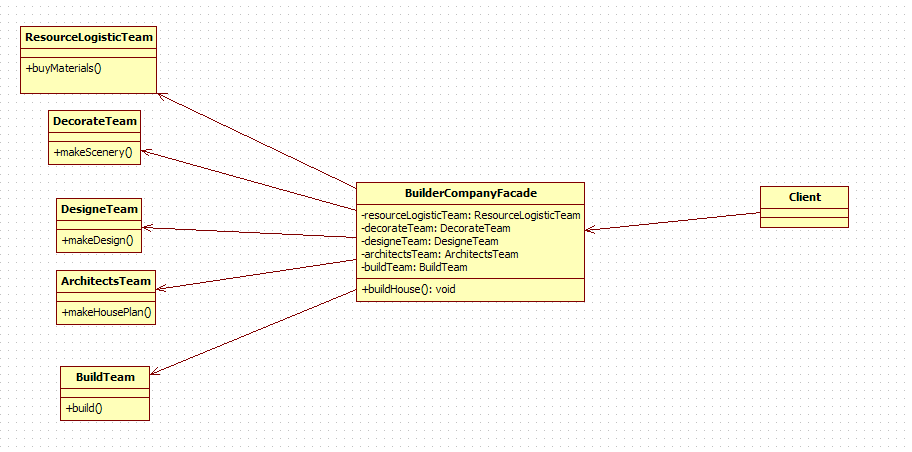 ResourceLogisticTeam
+buyMaterials()
DecorateTeam
+makeScenery()
DesigneTeam
+makeDesign()
ArchitectsTeam
+makeHousePlan()
BuildTeam
+build()
BuilderCompanyFacade
-resourceLogisticTeam: ResourceLogisticTeam
-decorateTeam: DecorateTeam
-designeTeam: DesigneTeam
-architectsTeam: ArchitectsTeam
-buildTeam: BuildTeam
+buildHouse(): void
Client